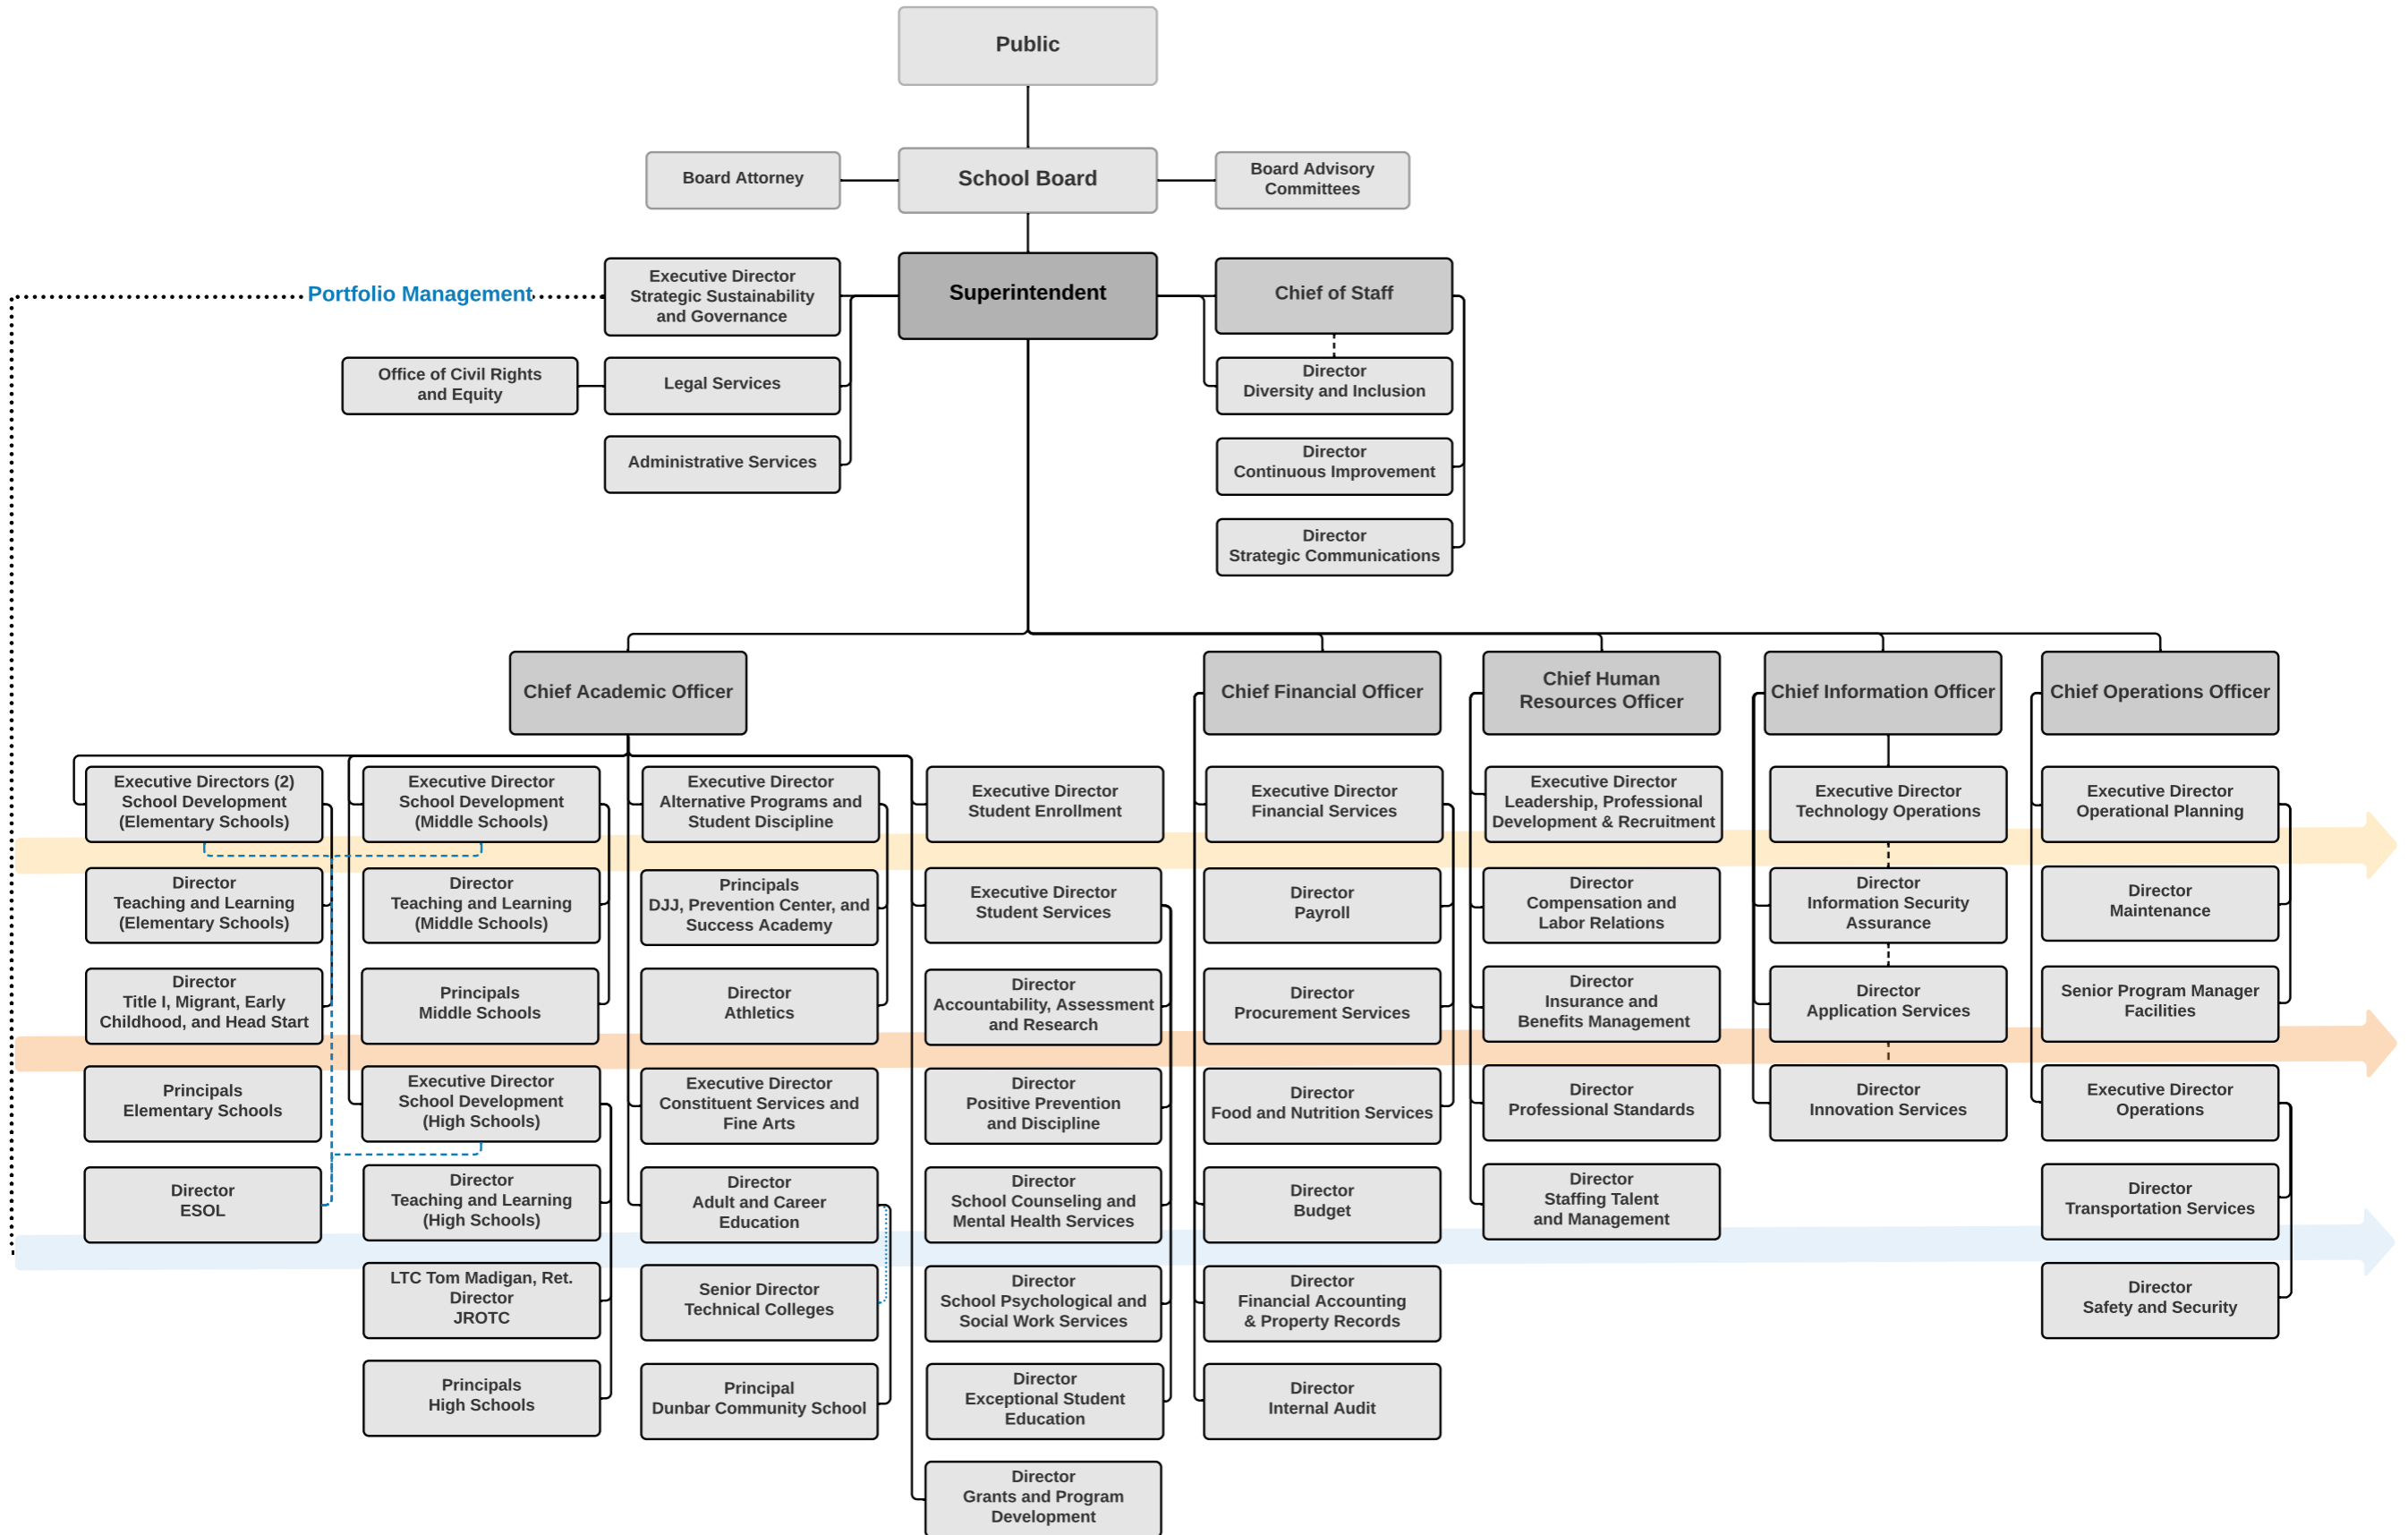 Public
Board Attorney
School Board
Board Advisory
Committees
Portfolio Management
Executive Director
Strategic Sustainability
and Governance
Superintendent
Chief of Staff
Office of Civil Rights
and Equity
Legal Services
Director
Diversity and Inclusion
Administrative Services
Director
Continuous Improvement
Director
Strategic Communications
Chief Academic Officer
Chief Financial Officer
Chief Human
Resources Officer
Chief Information Officer
Chief Operations Officer
Executive Directors (2)
School Development
(Elementary Schools)
Director
Teaching and Learning
(Elementary Schools)
Director
Title I, Migrant, Early
Childhood, and Head Start
Principals
Elementary Schools
Director
ESOL
Executive Director
School Development
(Middle Schools)
Director
Teaching and Learning
(Middle Schools)
Principals
Middle Schools
Executive Director
School Development
(High Schools)
Director
Teaching and Learning
(High Schools)
LTC Tom Madigan, Ret.
Director
JROTC
Principals
High Schools
Executive Director
Alternative Programs and
Student Discipline
Principals
DJJ, Prevention Center, and
Success Academy
Director
Athletics
Executive Director
Constituent Services and
Fine Arts
Director
Adult and Career
Education
Senior Director
Technical Colleges
Principal
Dunbar Community School
Executive Director
Student Enrollment
Executive Director
Student Services
Director
Accountability, Assessment
and Research
Director
Positive Prevention
and Discipline
Director
School Counseling and
Mental Health Services
Director
School Psychological and
Social Work Services
Director
Exceptional Student
Education
Director
Grants and Program
Development
Executive Director
Financial Services
Director
Payroll
Director
Procurement Services
Director
Food and Nutrition Services
Director
Budget
Director
Financial Accounting
& Property Records
Director
Internal Audit
Executive Director
Leadership, Professional
Development & Recruitment
Director
Compensation and
Labor Relations
Director
Insurance and
Benefits Management
Director
Professional Standards
Director
Staffing Talent
and Management
Executive Director
Technology Operations
Director
Information Security
Assurance
Director
Application Services
Director
Innovation Services
Executive Director
Operational Planning
Director
Maintenance
Senior Program Manager
Facilities
Executive Director
Operations
Director
Transportation Services
Director
Safety and Security